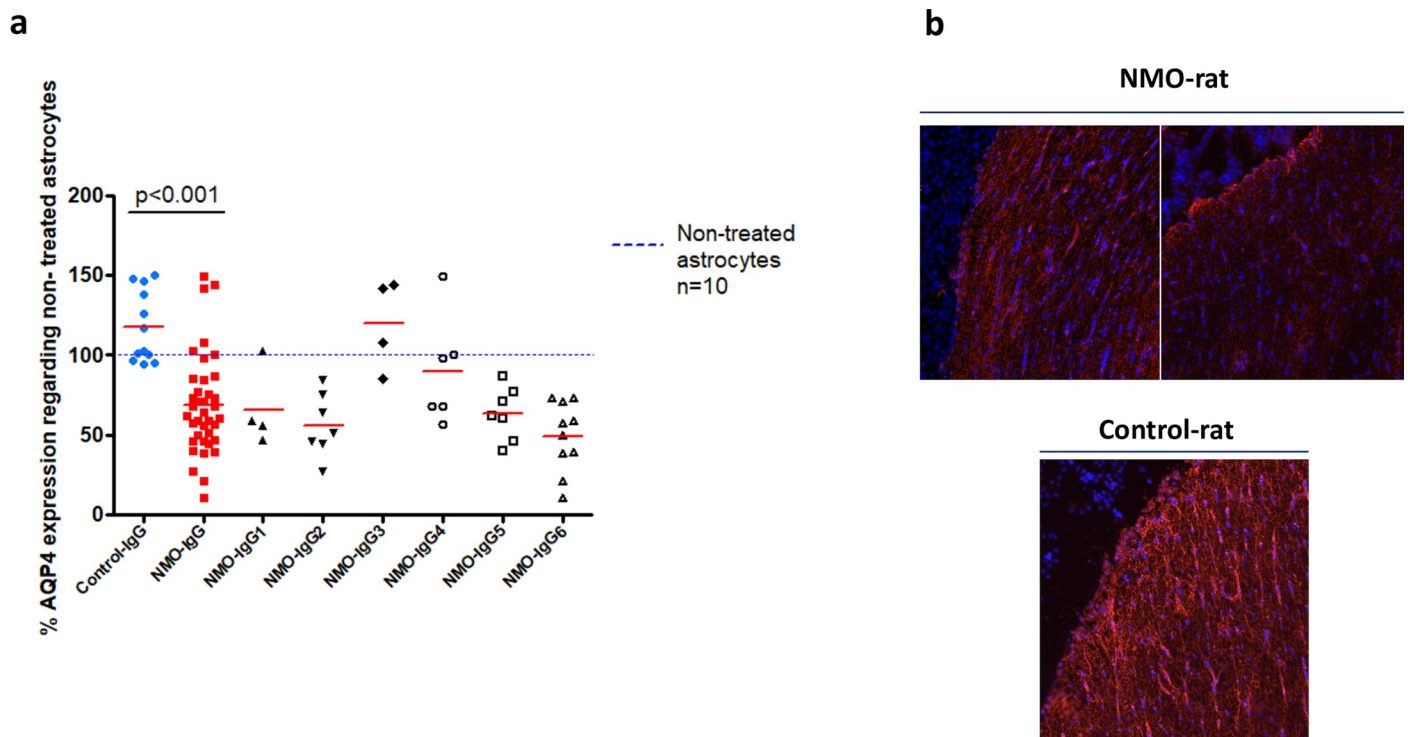 a
b
% AQP4 expression regarding non- treated astrocytes
200
150
100
50
0
p<0.001
Control-IgG
NMO-IgG
NMO-IgG1
NMO-IgG2
NMO-IgG3
NMO-IgG4
NMO-IgG5
NMO-IgG6
Non-treated
astrocytes
n=10
NMO-rat
Control-rat